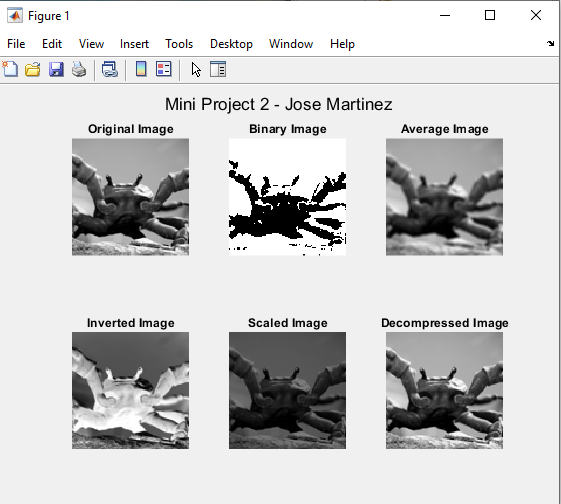 Figure 1
File Edit View Insert Tools Desktop Window Help
Mini Project 2 - Jose Martinez
Original Image Binary Image Average Image
Inverted Image Scaled Image Decompressed Image